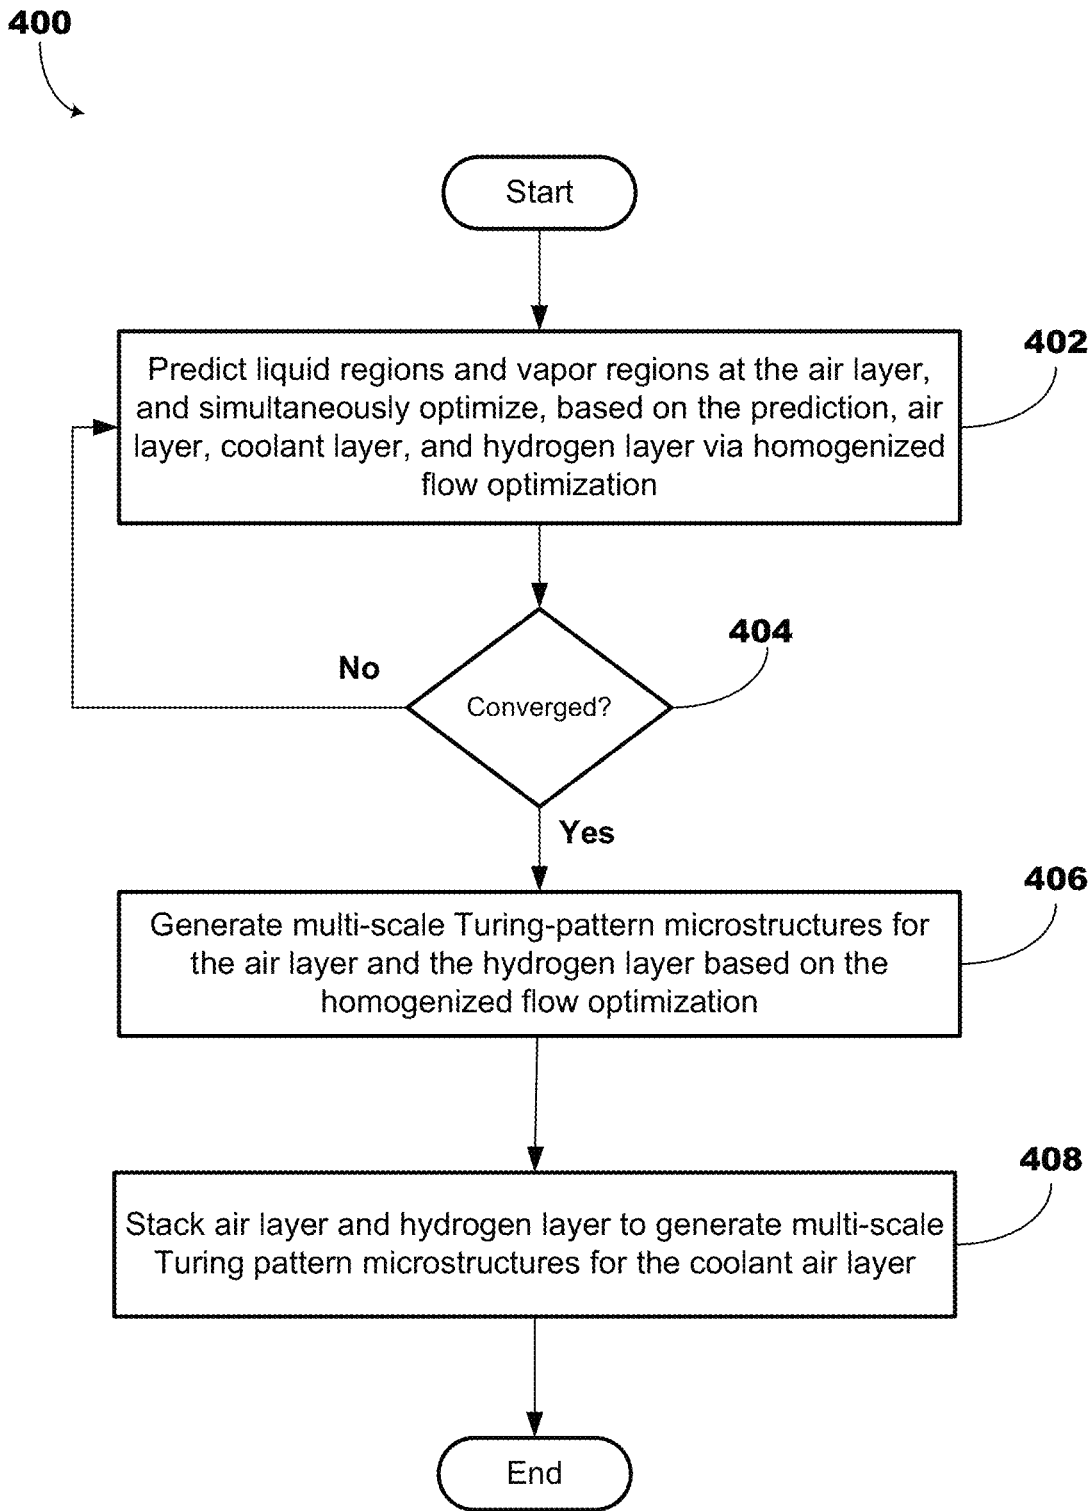 400
Start
402
Predict liquid regions and vapor regions at the air layer,
and simultaneously optimize, based on the prediction, air
layer, coolant layer, and hydrogen layer via homogenized
flow optimization
404
No
Converged?
Yes
406
Generate multi-scale Turing-pattern microstructures for
the air layer and the hydrogen layer based on the
homogenized flow optimization
408
Stack air layer and hydrogen layer to generate multi-scale
Turing pattern microstructures for the coolant air layer
End